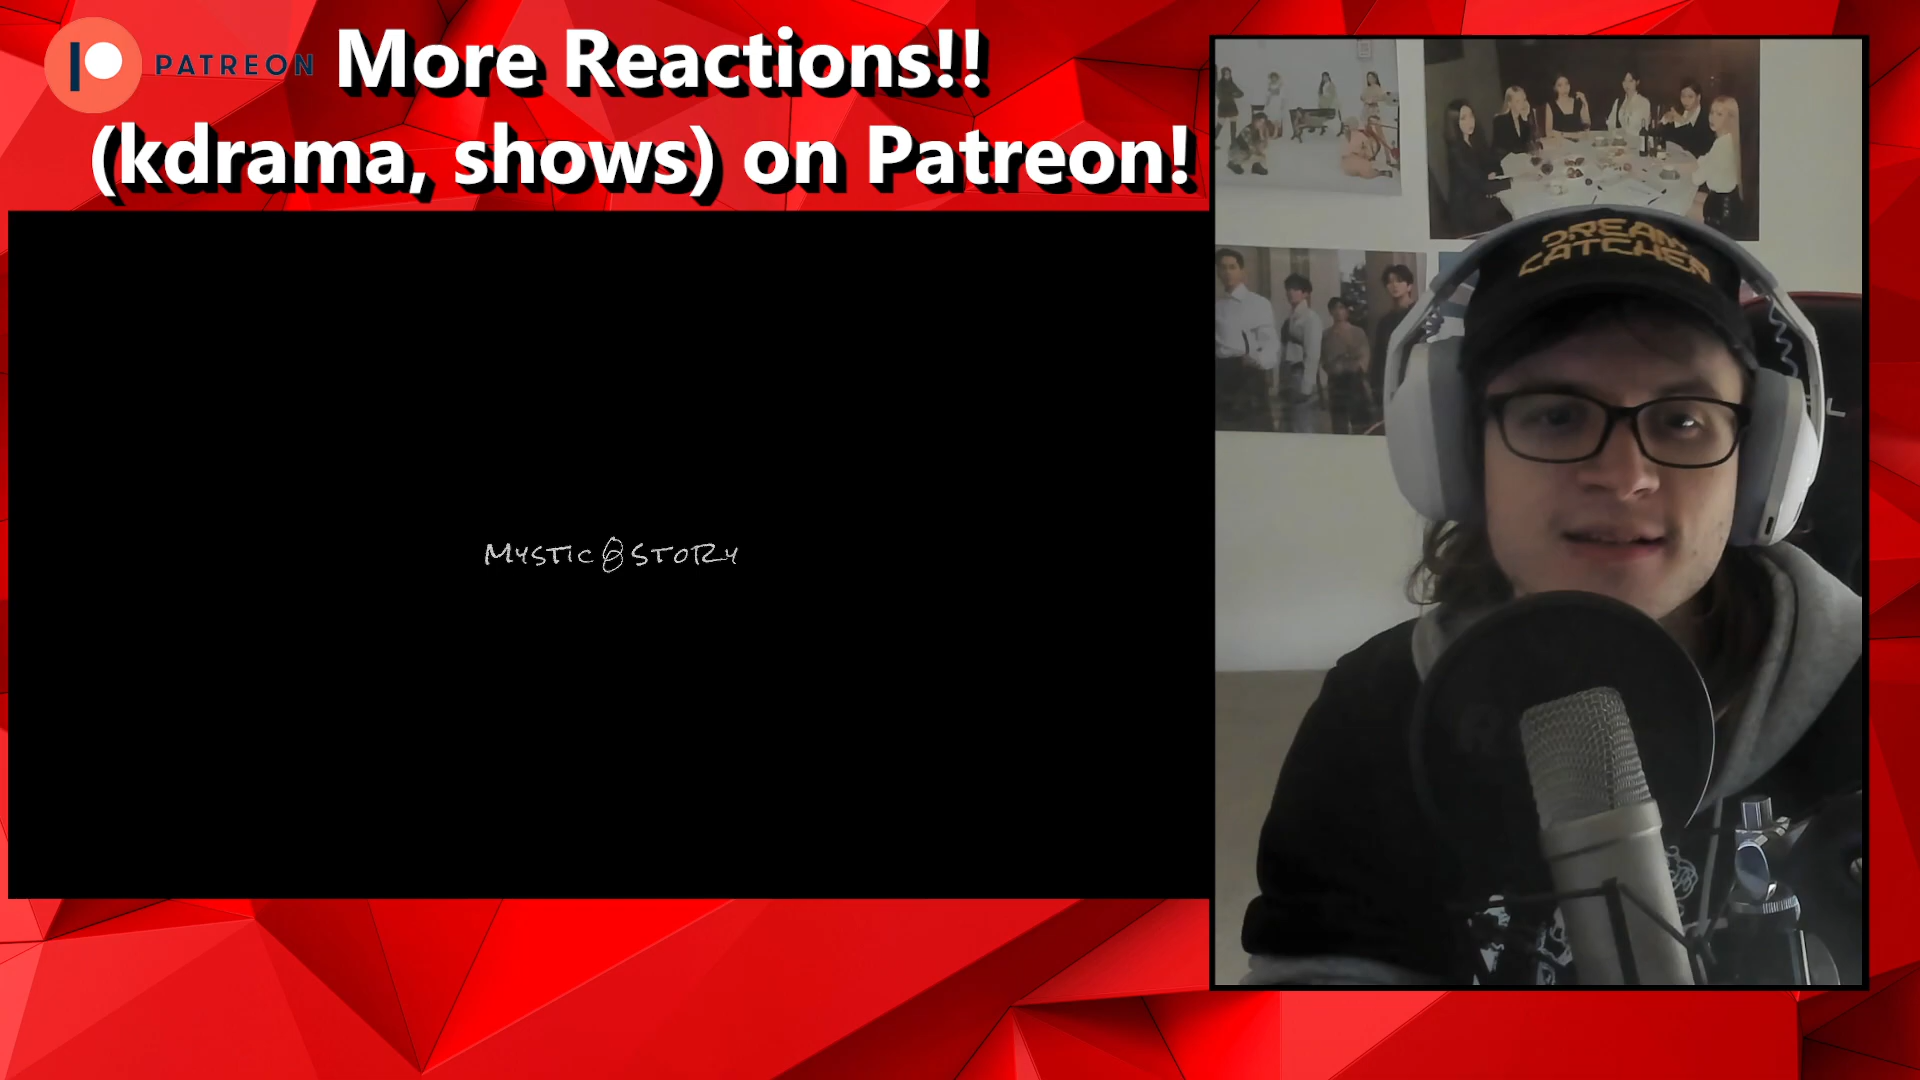 PATREON More Reactions!!
(kdrama, shows) on Patreon!
MYSTIC STORY
DREAM
CATCHER